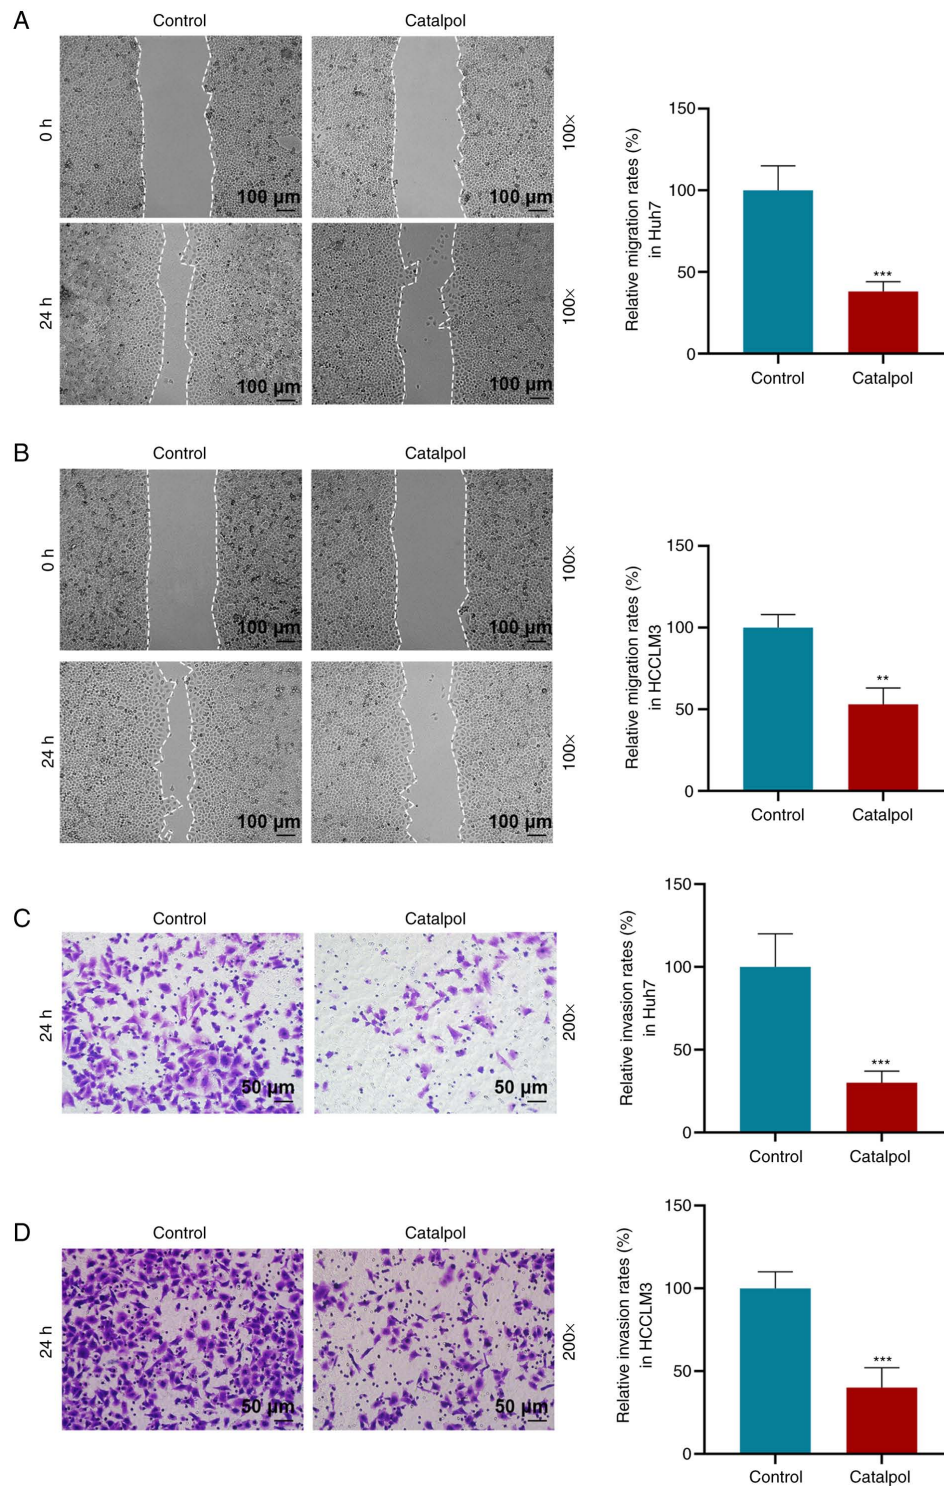 A
Control
Catalpol
0 h
100 µm
100 µm
100×
24 h
100 µm
100 µm
100×
Relative migration rates (%)
in Huh7
150
100
50
0
***
Control
Catalpol
B
Control
Catalpol
0 h
100 µm
100 µm
100×
24 h
100 µm
100 µm
100×
Relative migration rates (%)
in HCCLM3
150
100
50
0
**
Control
Catalpol
C
Control
Catalpol
24 h
50 µm
50 µm
200×
Relative invasion rates (%)
in Huh7
150
100
50
0
***
Control
Catalpol
D
Control
Catalpol
24 h
50 µm
50 µm
200×
Relative invasion rates (%)
in HCCLM3
150
100
50
0
***
Control
Catalpol